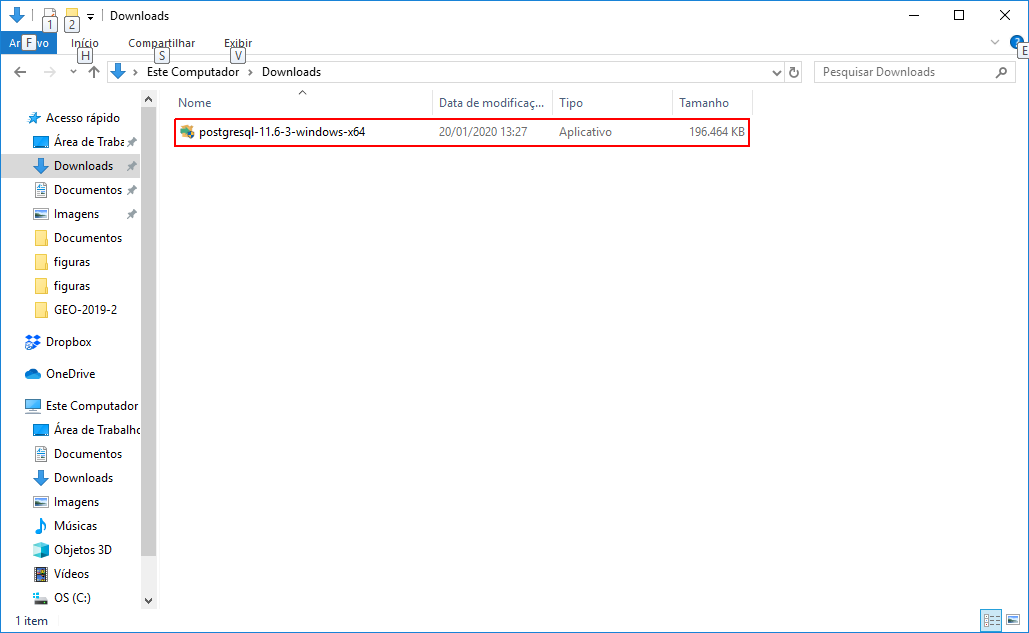 1 2 Downloads
Ar F vo Início Compartilhar Exibir ?
H S V E
Este Computador > Downloads Pesquisar Downloads
Nome Data de modificaç... Tipo Tamanho
postgresql-11.6-3-windows-x64 20/01/2020 13:27 Aplicativo 196.464 KB
Acesso rápido
Área de Traba
Downloads
Documentos
Imagens
Documentos
figuras
figuras
GEO-2019-2
Dropbox
OneDrive
Este Computador
Área de Trabalho
Documentos
Downloads
Imagens
Músicas
Objetos 3D
Vídeos
OS (C:)
1 item